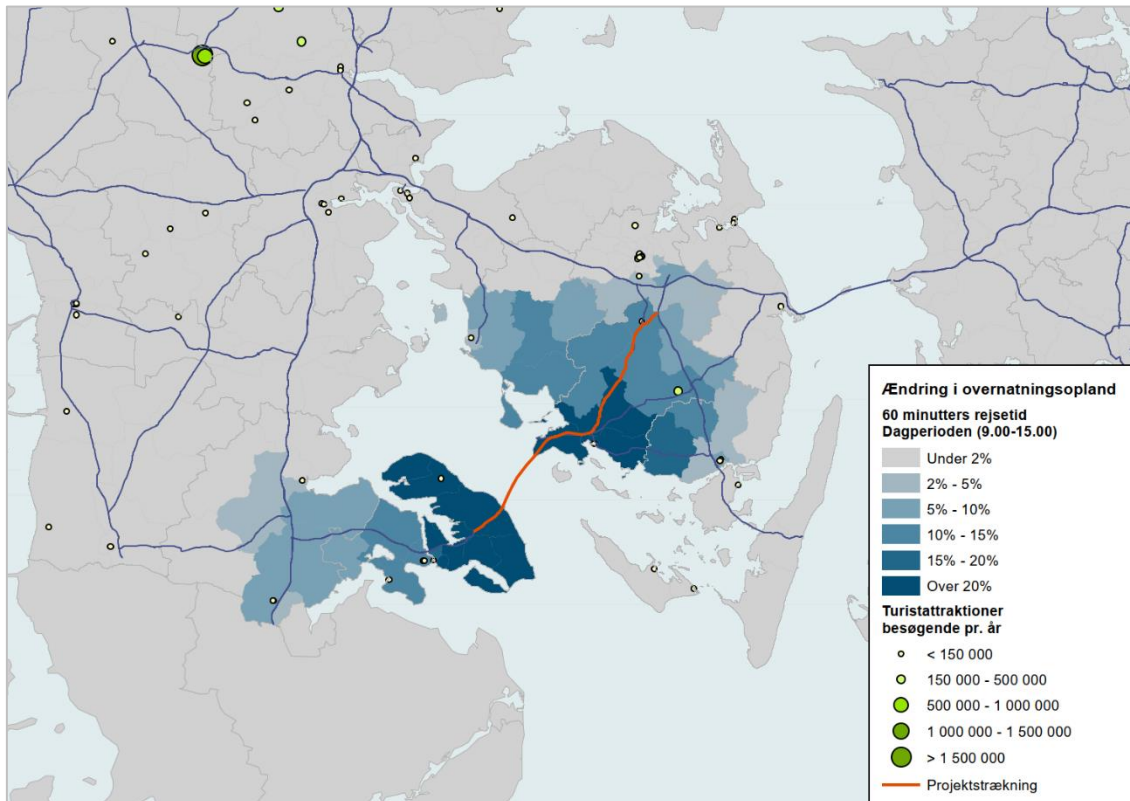 Ændring i overnatningsopland
60 minutters rejsetid
Dagperioden (9.00-15.00)
Under 2%
2% - 5%
5% - 10%
10% - 15%
15% - 20%
Over 20%
Turistattraktioner
besøgende pr. år
< 150 000
150 000 - 500 000
500 000 - 1 000 000
1 000 000 - 1 500 000
> 1 500 000
Projektstrækning